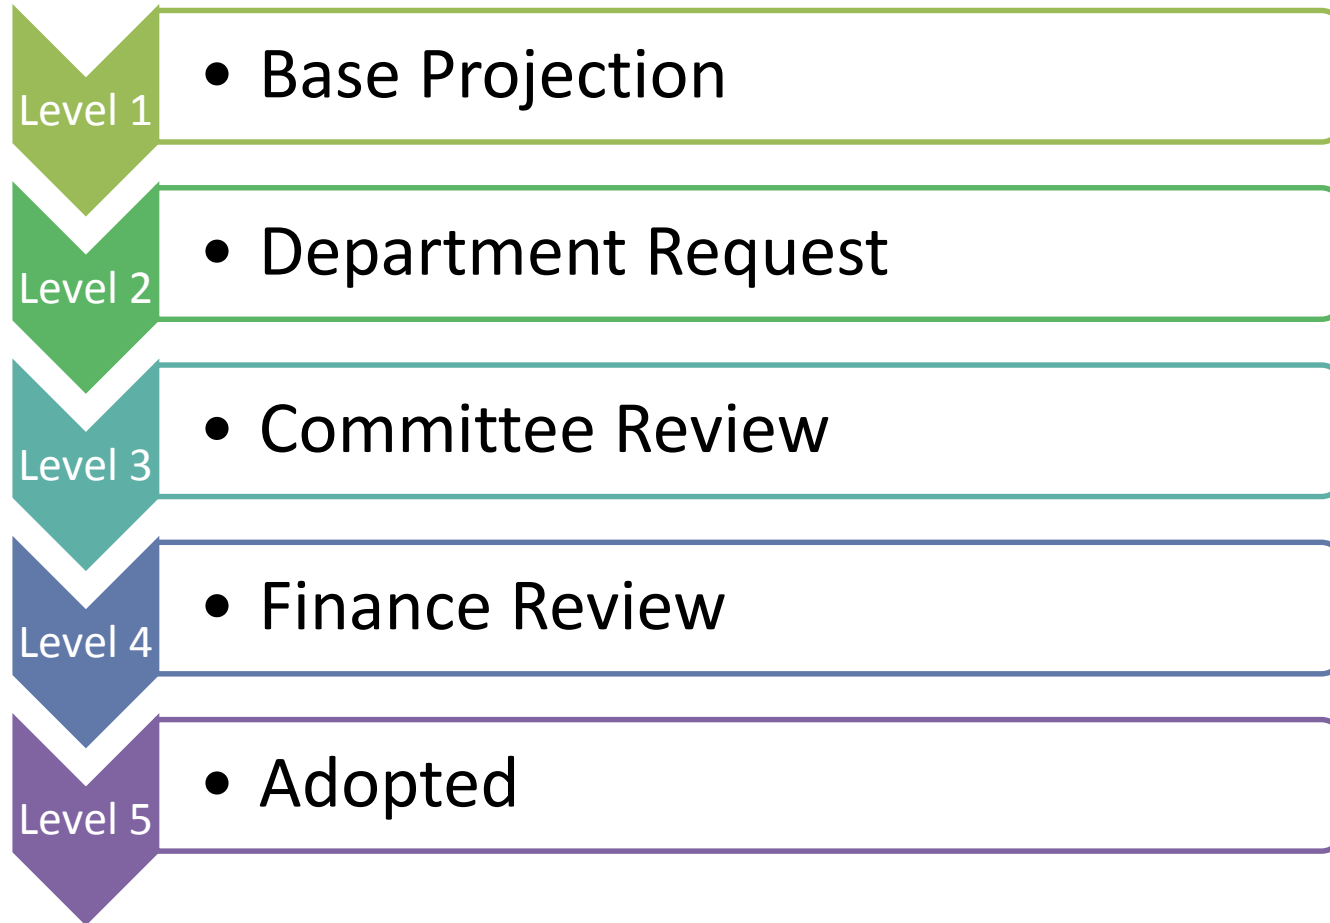 Level 1
• Base Projection
Level 2
• Department Request
Level 3
• Committee Review
Level 4
• Finance Review
Level 5
• Adopted